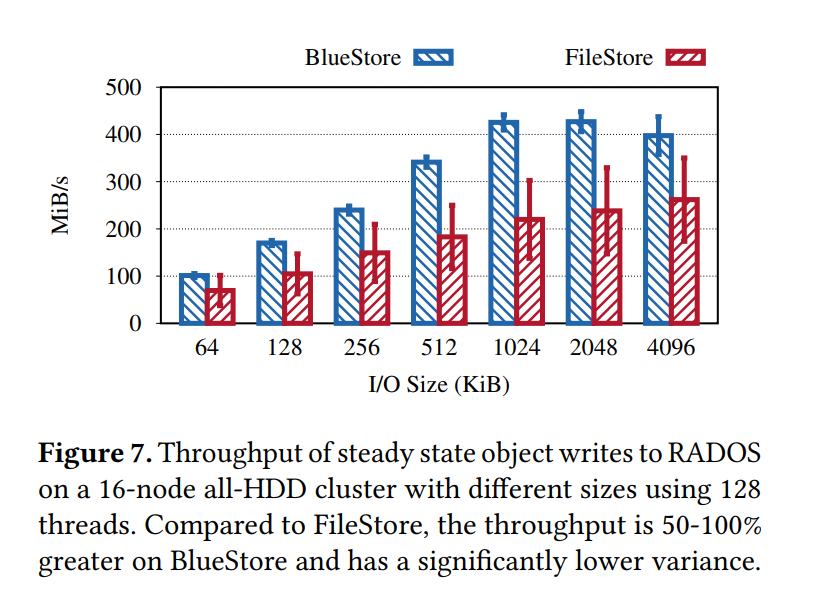 BlueStore FileStore
500
400
300
200
100
0
MiB/s
64 128 256 512 1024 2048 4096
I/O Size (KiB)
Figure 7. Throughput of steady state object writes to RADOS
on a 16-node all-HDD cluster with different sizes using 128
threads. Compared to FileStore, the throughput is 50-100%
greater on BlueStore and has a significantly lower variance.